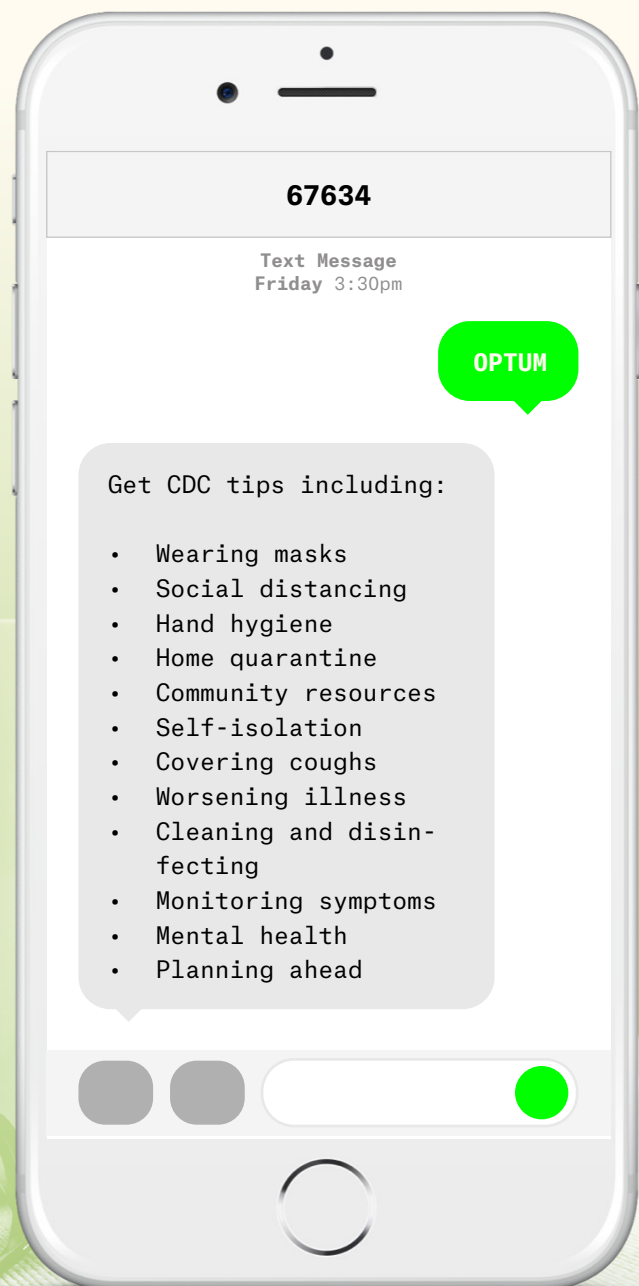 67634
Text Message
Friday 3:30pm
OPTUM
Get CDC tips including:
• Wearing masks
• Social distancing
• Hand hygiene
• Home quarantine
• Community resources
• Self-isolation
• Covering coughs
• Worsening illness
• Cleaning and disin-
fecting
• Monitoring symptoms
• Mental health
• Planning ahead